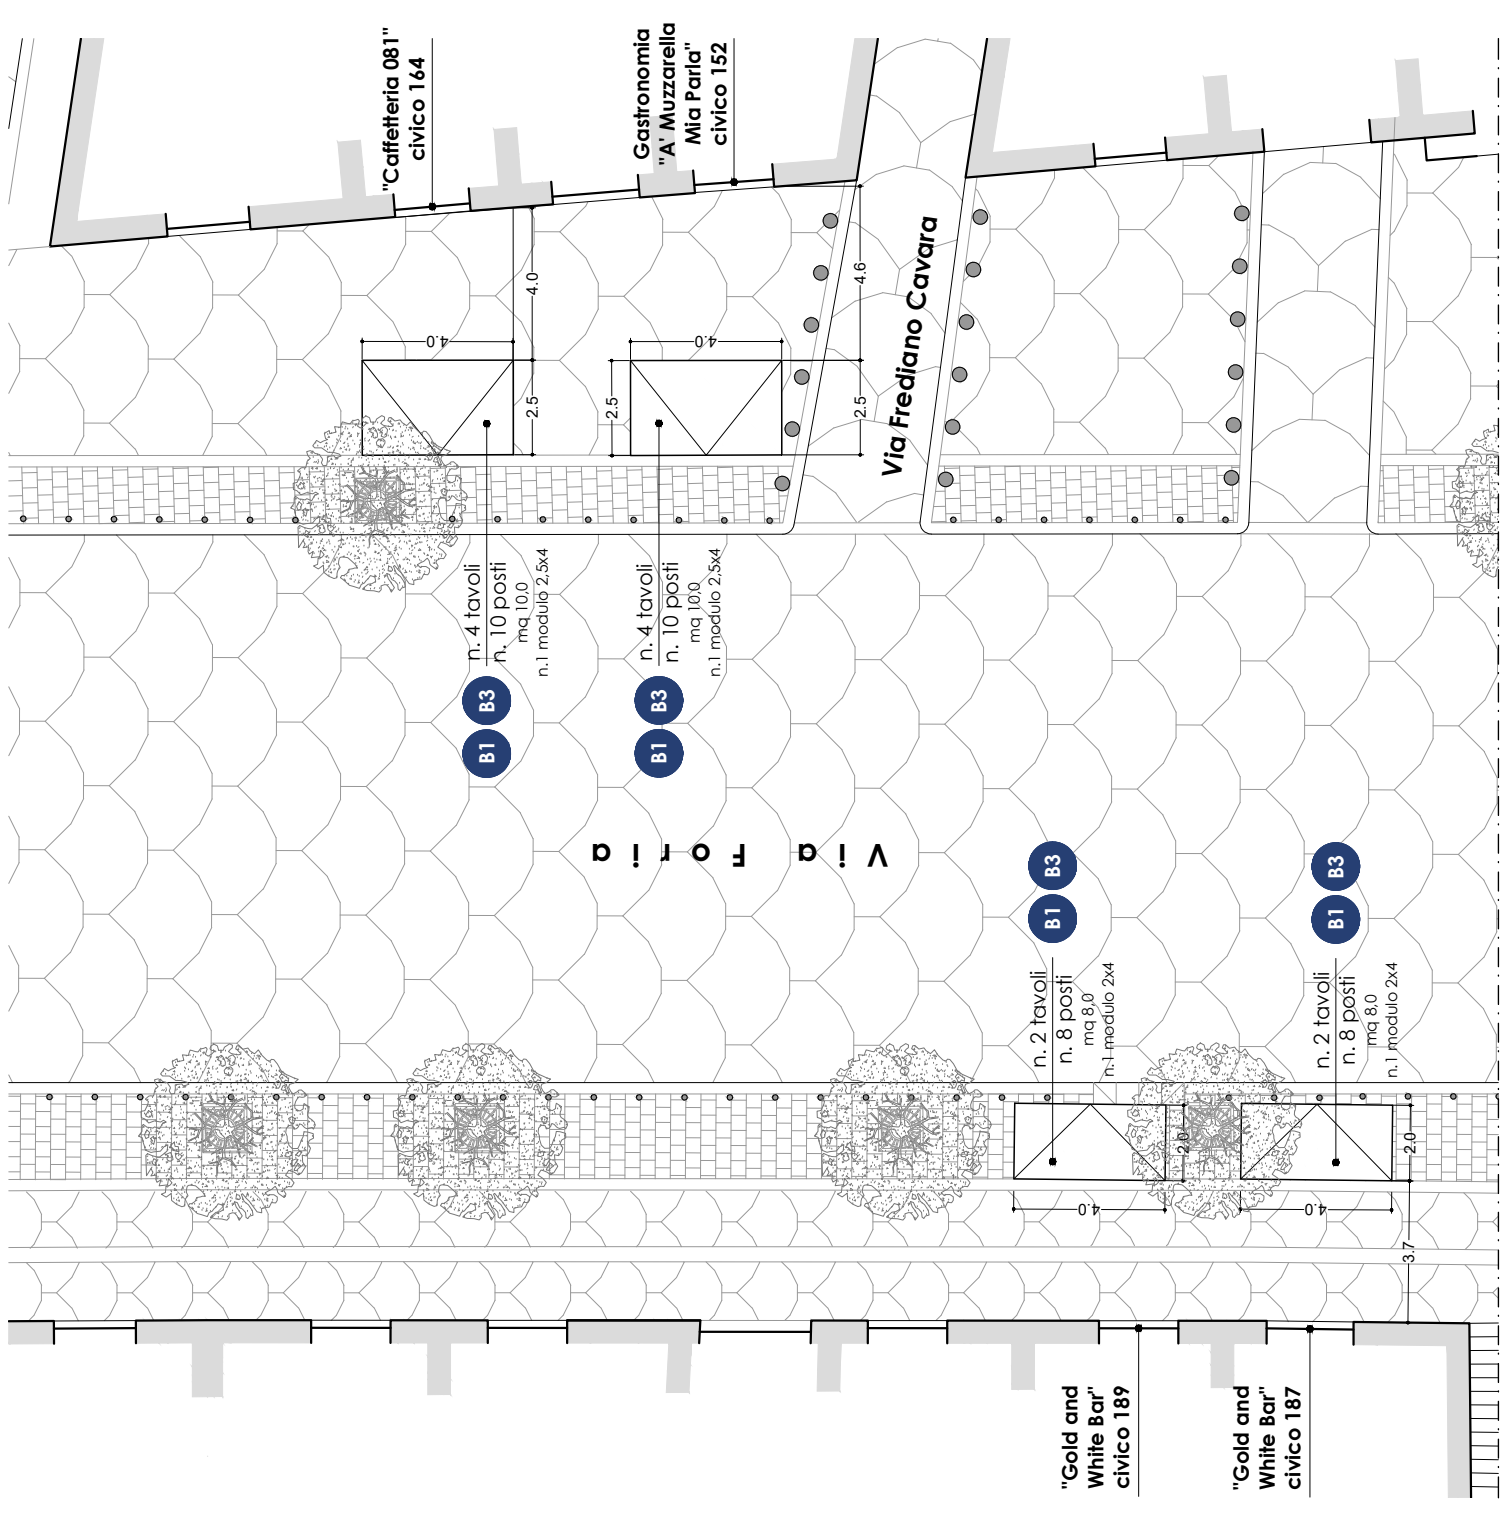 "Caffetteria 081"
civico 164
Gastronomia
"A' Muzzarella
Mia Parla"
civico 152
4.0
4.6
4.0
4.0
2.5
2.5
2.5
Via Frediano Cavara
n. 4 tavoli
n. 10 posti
mq 10,0
n.1 modulo 2,5x4
n. 4 tavoli
n. 10 posti
mq 10,0
n.1 modulo 2,5x4
B3
B1
B3
B1
Via Foria
B3
B1
B3
B1
n. 2 tavoli
n. 8 posti
mq 8,0
n.1 modulo 2x4
n. 2 tavoli
n. 8 posti
mq 8,0
n.1 modulo 2x4
2.0
2.0
4.0
4.0
3.7
"Gold and
White Bar"
civico 189
"Gold and
White Bar"
civico 187